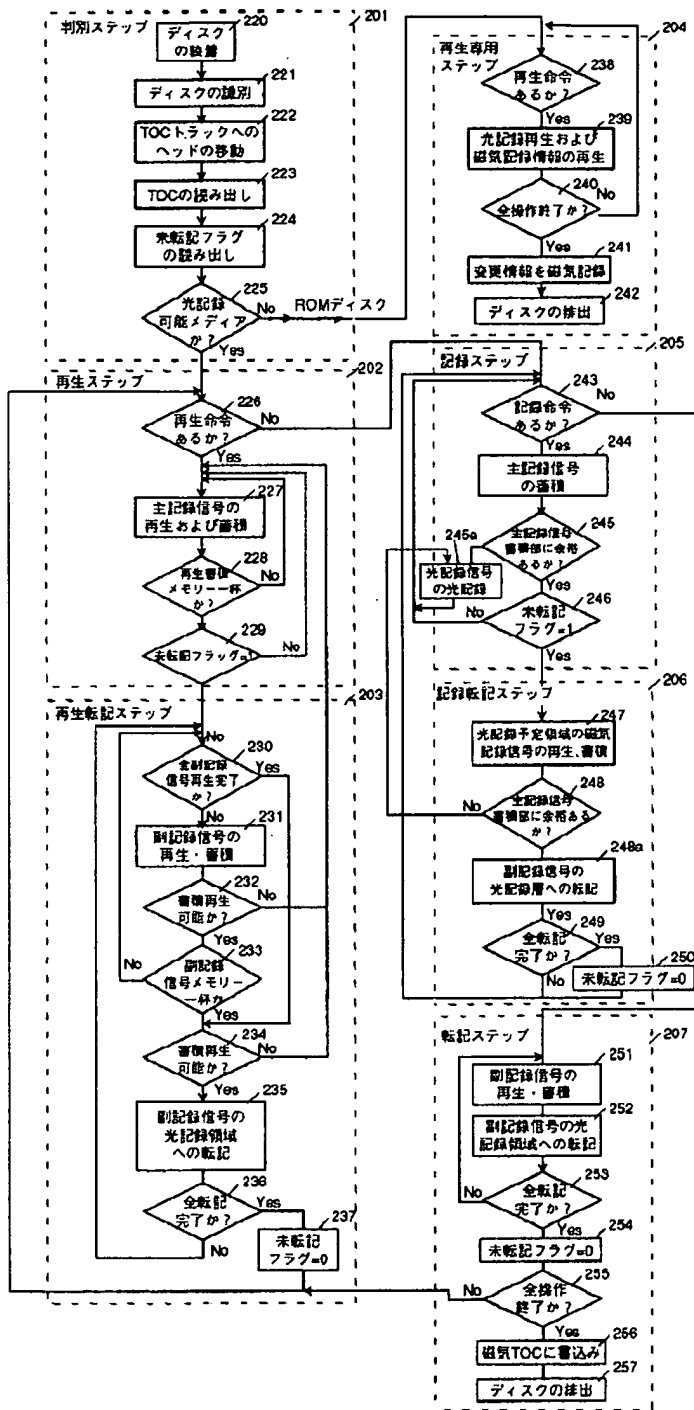 判別ステップ
201
220
ディスク
の装着
221
ディスクの識別
222
TOCトラックへの
ヘッドの移動
223
TOCの読み出し
224
未転記フラグ
の読み出し
225
光記録
可能メディア
か?
No
ROMディスク
Yes
再生ステップ
202
226
再生命令
あるか?
No
Yes
227
主記録信号の
再生および蓄積
228
再生蓄積
メモリー一杯
か?
No
229
未転記フラッグ=1
No
再生転記ステップ
203
No
230
全副記録
信号再生完了
か?
Yes
No
231
副記録信号の
再生・蓄積
232
蓄積再生
可能か?
No
Yes
233
副記録
信号メモリー
一杯か
No
Yes
234
蓄積再生
可能か?
No
Yes
235
副記録信号の
光記録領域
への転記
236
全転記
完了か?
Yes
No
237
未転記
フラグ=0
204
再生専用
ステップ
238
再生命令
あるか?
Yes
239
光記録再生および
磁気記録情報の再生
240
全操作終了か?
No
Yes
241
変更情報を磁気記録
242
ディスクの排出
205
記録ステップ
243
記録命令
あるか?
No
Yes
244
主記録信号
の蓄積
245
主記録信号
蓄積部に余裕
あるか?
245a
光記録信号
の光記録
Yes
246
未転記
フラグ=1
No
Yes
記録転記ステップ
206
247
光記録予定領域の磁気
記録信号の再生、蓄積
248
主記録信号
蓄積部に余裕ある
か?
No
248a
副記録信号の
光記録層への転記
Yes
249
全転記
完了か?
Yes
No
250
未転記フラグ=0
転記ステップ
207
251
副記録信号の
再生・蓄積
252
副記録信号の光
記録領域への転記
253
全転記
完了か?
No
Yes
254
未転記フラグ=0
255
全操作
終了か?
No
Yes
256
磁気TOCに書込み
257
ディスクの排出